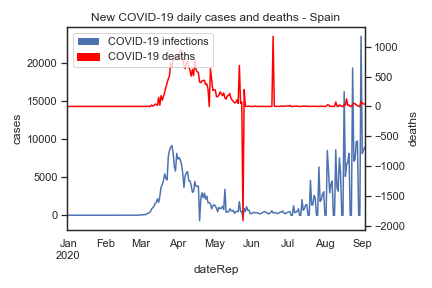 New COVID-19 daily cases and deaths - Spain
COVID-19 infections
COVID-19 deaths
cases
20000
15000
10000
5000
0
1000
500
0
−500
−1000
−1500
−2000
deaths
Jan Feb Mar Apr May Jun Jul Aug Sep
2020
dateRep